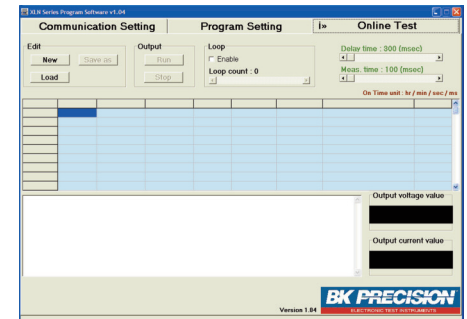 XLN Series Program Software v1.04
Communication Setting
Program Setting
i» Online Test
Edit
Output
Loop
Delay time : 300 (msec)
New
Save as
Run
Enable
Meas. time : 100 (msec)
Load
Stop
Loop count : 0
On Time unit : hr / min / sec / ms
Output voltage value
Output current value
Version 1.04
BK PRECISION
ELECTRONIC TEST INSTRUMENTS